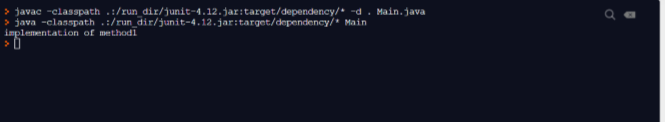 > javac -classpath .:/run_dir/junit-4.12.jar:target/dependency/* -d . Main.java
> java -classpath .:/run_dir/junit-4.12.jar:target/dependency/* Main
implementation of method1
>